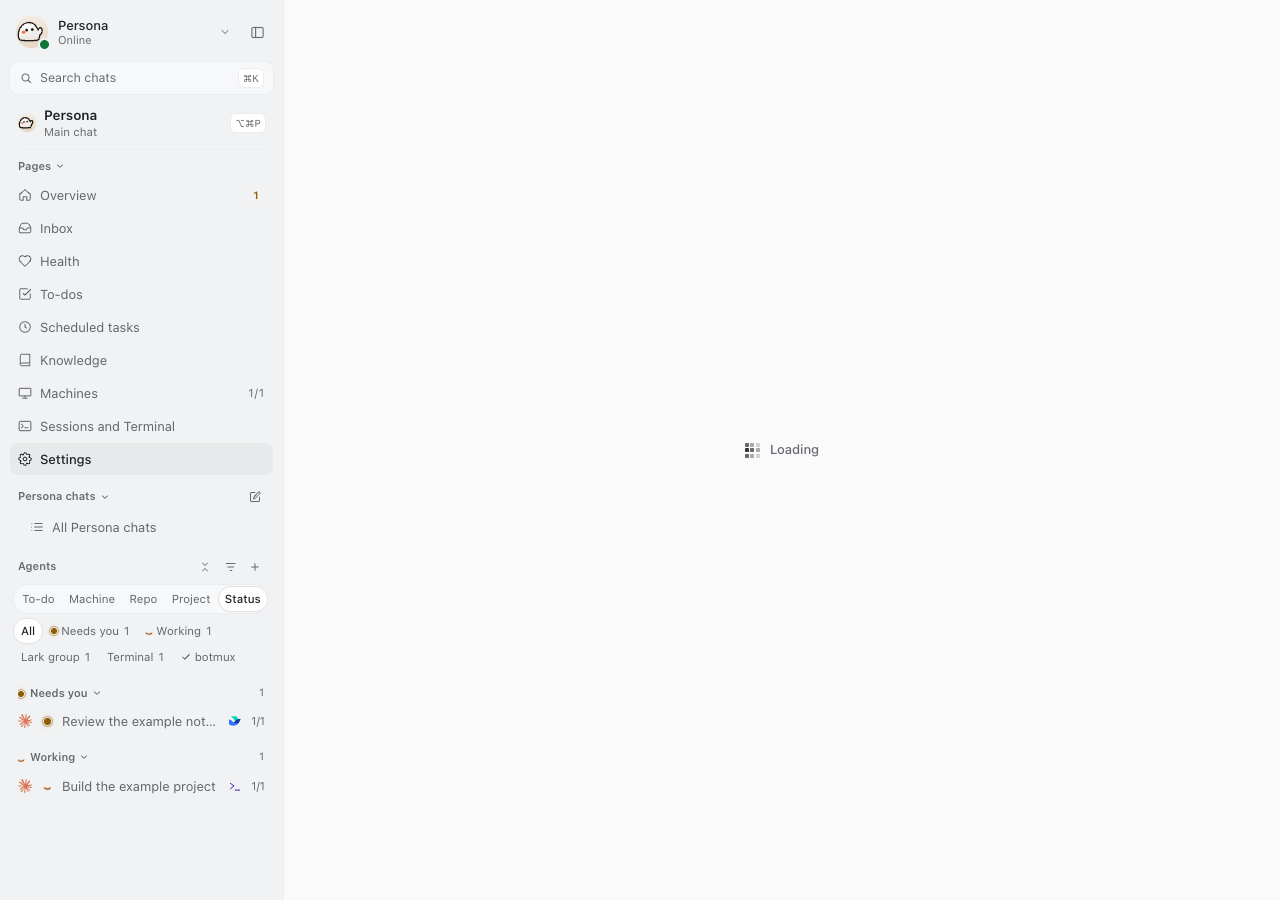 Persona
Online
Search chats ⌘K
Persona
Main chat
⌥⌘P
Pages
Overview 1
Inbox
Health
To-dos
Scheduled tasks
Knowledge
Machines 1/1
Sessions and Terminal
Settings
Persona chats
All Persona chats
Agents
To-do Machine Repo Project Status
All Needs you 1 Working 1
Lark group 1 Terminal 1 botmux
Needs you 1
Review the example not... 1/1
Working 1
Build the example project 1/1
Loading